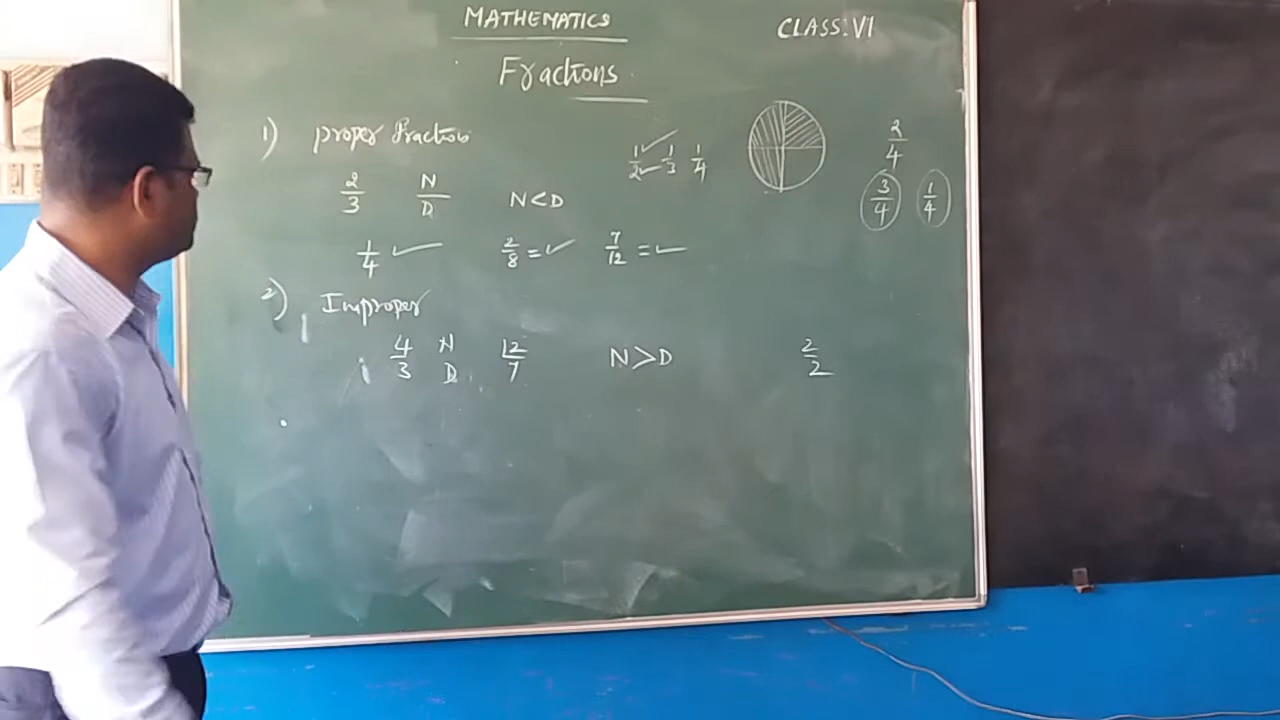 MATHEMATICS CLASS: VI
Fractions
1) proper fraction
1/2 ✓ 1/3 1/4
2/4
2/3 N/D N<D
3/4 1/4
1/4 ✓ 2/8 = ✓ 7/12 = ✓
2) Improper
4/3 N/D 12/7 N>D 2/2